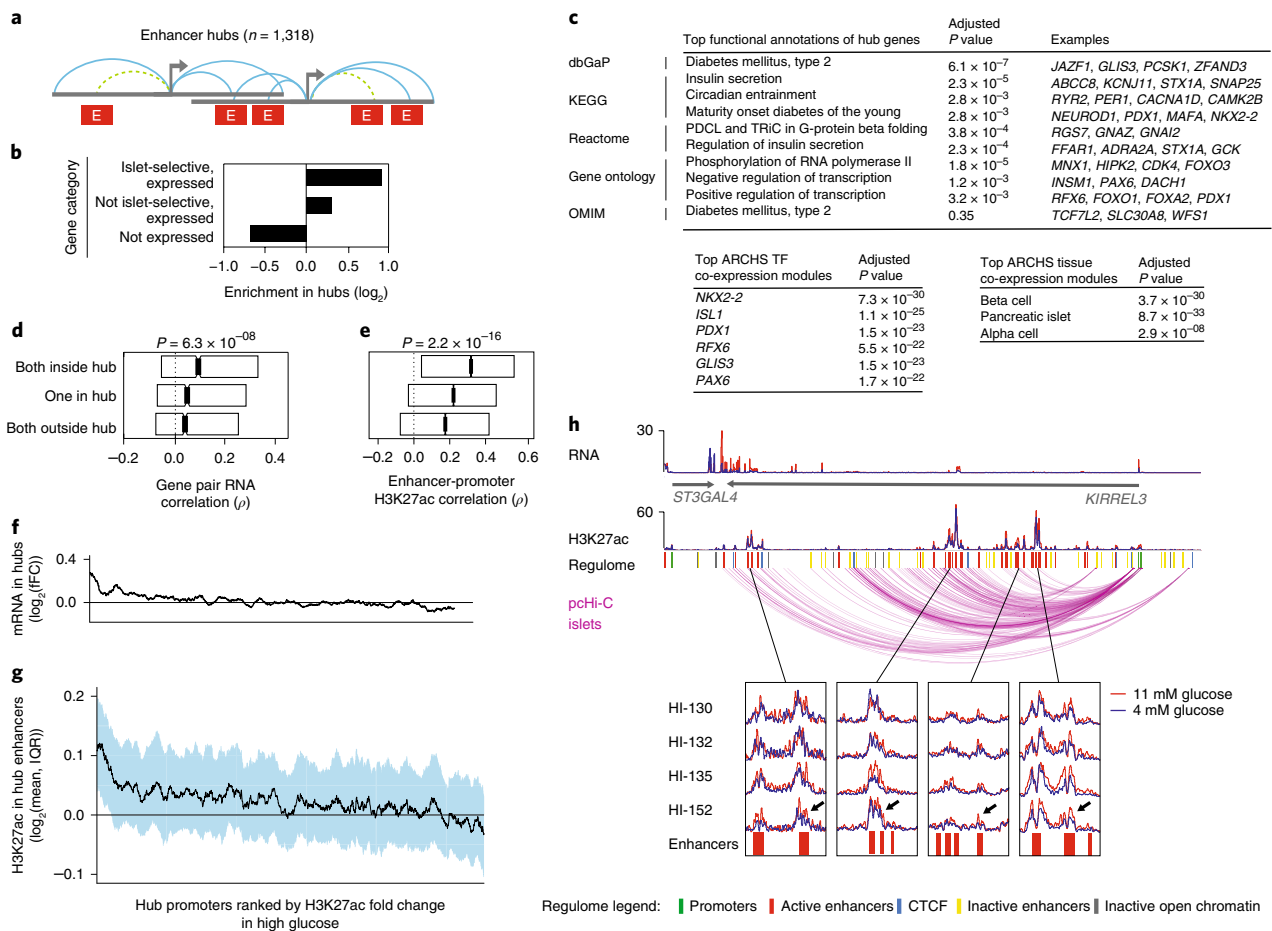 a
Enhancer hubs (n = 1,318)
E E E E E
b
Gene category
Islet-selective,
expressed
Not islet-selective,
expressed
Not expressed
−1.0 −0.5 0.0 0.5 1.0
Enrichment in hubs (log2)
c
Top functional annotations of hub genes Adjusted P value Examples
dbGaP Diabetes mellitus, type 2 6.1 × 10−7 JAZF1, GLIS3, PCSK1, ZFAND3
KEGG Insulin secretion 2.3 × 10−5 ABCC8, KCNJ11, STX1A, SNAP25
Circadian entrainment 2.8 × 10−3 RYR2, PER1, CACNA1D, CAMK2B
Maturity onset diabetes of the young 2.8 × 10−3 NEUROD1, PDX1, MAFA, NKX2-2
Reactome PDCL and TRiC in G-protein beta folding 3.8 × 10−4 RGS7, GNAZ, GNAI2
Regulation of insulin secretion 2.3 × 10−4 FFAR1, ADRA2A, STX1A, GCK
Gene ontology Phosphorylation of RNA polymerase II 1.8 × 10−5 MNX1, HIPK2, CDK4, FOXO3
Negative regulation of transcription 1.2 × 10−3 INSM1, PAX6, DACH1
Positive regulation of transcription 3.2 × 10−3 RFX6, FOXO1, FOXA2, PDX1
OMIM Diabetes mellitus, type 2 0.35 TCF7L2, SLC30A8, WFS1
Top ARCHS TF Adjusted
co-expression modules P value
NKX2-2 7.3 × 10−30
ISL1 1.1 × 10−25
PDX1 1.5 × 10−23
RFX6 5.5 × 10−22
GLIS3 1.5 × 10−23
PAX6 1.7 × 10−22
Top ARCHS tissue Adjusted
co-expression modules P value
Beta cell 3.7 × 10−30
Pancreatic islet 8.7 × 10−33
Alpha cell 2.9 × 10−08
d
P = 6.3 × 10−08
Both inside hub
One in hub
Both outside hub
−0.2 0.0 0.2 0.4
Gene pair RNA
correlation (ρ)
e
P = 2.2 × 10−16
−0.2 0.0 0.2 0.4 0.6
Enhancer-promoter
H3K27ac correlation (ρ)
f
mRNA in hubs
(log2(fFC))
0.4
0.0
g
H3K27ac in hub enhancers
(log2(mean, IQR))
0.2
0.1
0.0
−0.1
Hub promoters ranked by H3K27ac fold change
in high glucose
h
30
RNA
ST3GAL4 KIRREL3
60
H3K27ac
Regulome
pcHi-C
islets
HI-130
HI-132
HI-135
HI-152
Enhancers
11 mM glucose
4 mM glucose
Regulome legend: Promoters Active enhancers CTCF Inactive enhancers Inactive open chromatin